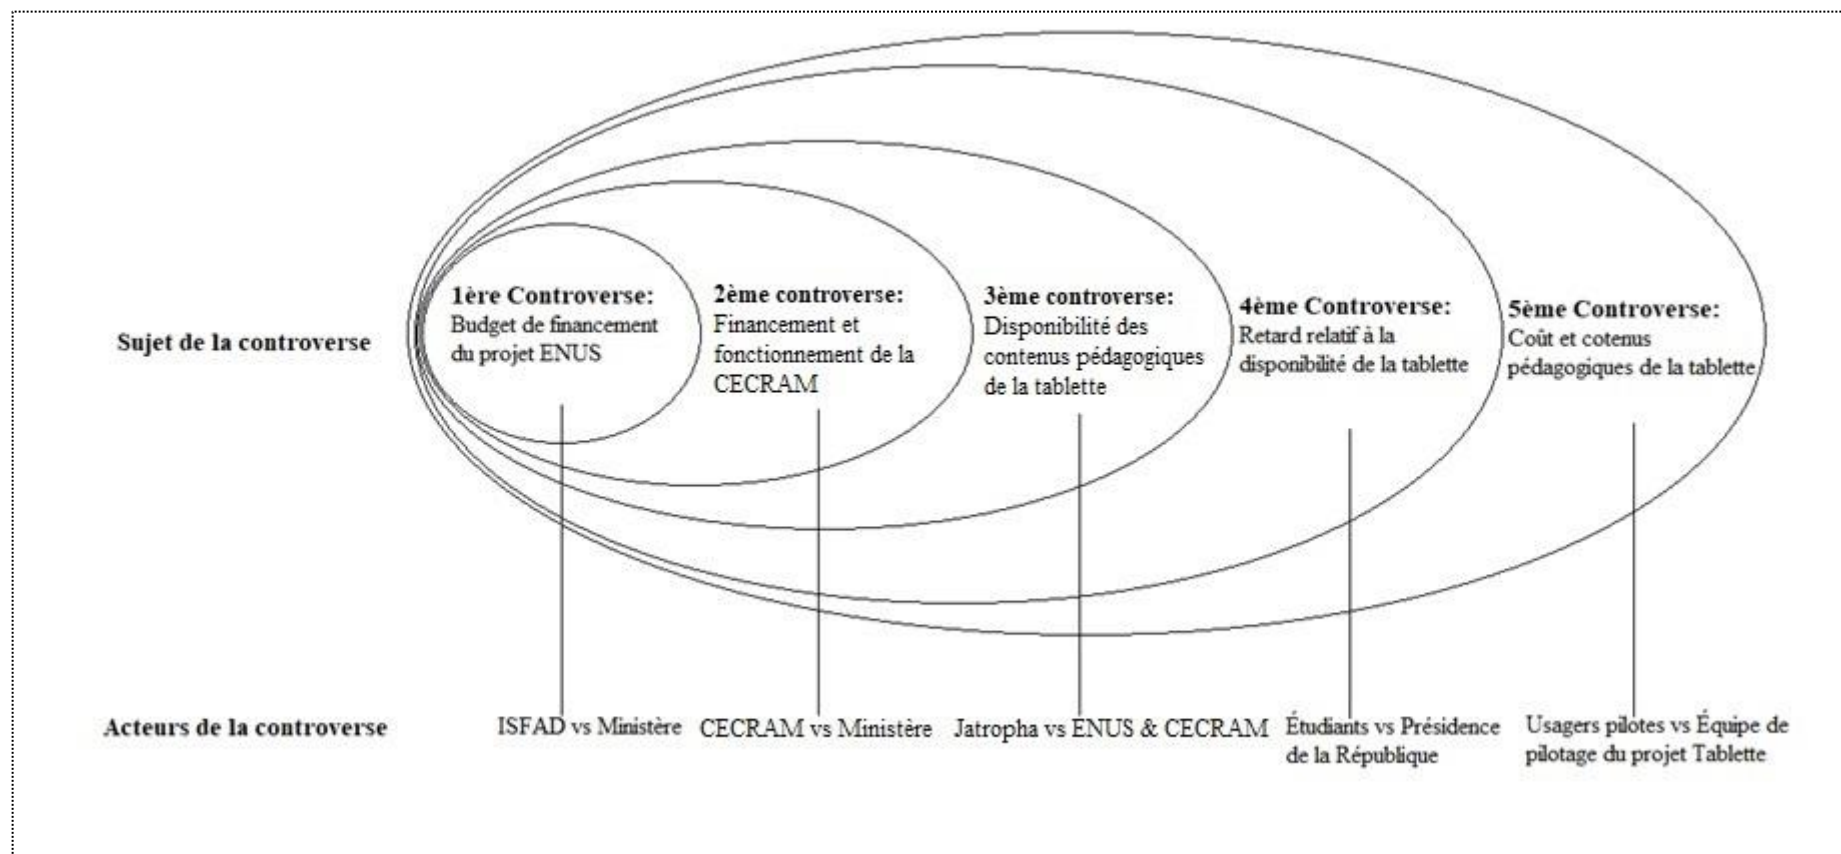 1ère Controverse:
Budget de financement
du projet ENUS
2ème controverse:
Financement et
fonctionnement de la
CECRAM
3ème controverse:
Disponibilité des
contenus pédagogiques
de la tablette
4ème Controverse:
Retard relatif à la
disponibilité de la tablette
5ème Controverse:
Coût et cotenus
pédagogiques de la tablette
Sujet de la controverse
Acteurs de la controverse
ISFAD vs Ministère
CECRAM vs Ministère
Jatropha vs ENUS & CECRAM
Étudiants vs Présidence
de la République
Usagers pilotes vs Équipe de
pilotage du projet Tablette